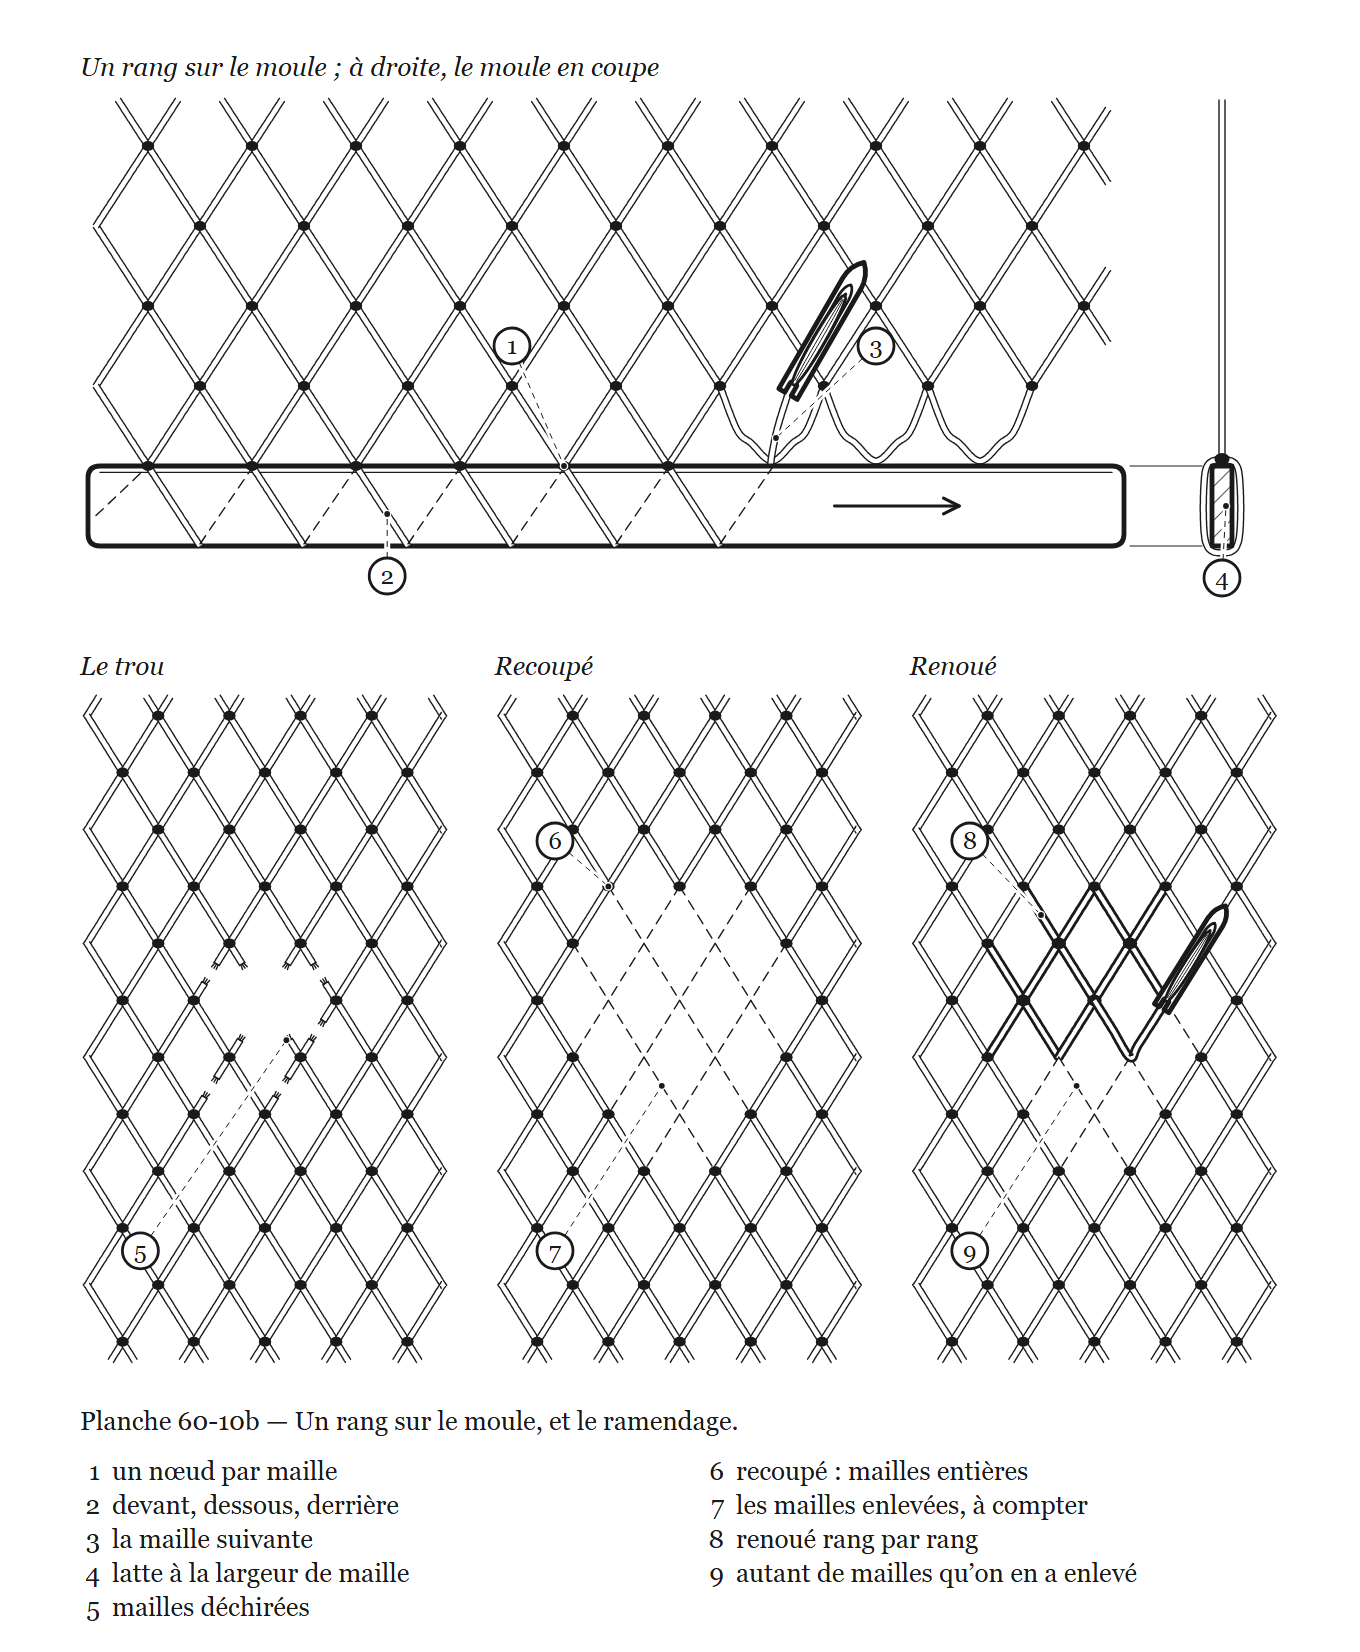 Un rang sur le moule ; à droite, le moule en coupe
1
3
2
4
Le trou
Recoupé
Renoué
6
8
5
7
9
Planche 60-10b — Un rang sur le moule, et le ramendage.
1 un nœud par maille
2 devant, dessous, derrière
3 la maille suivante
4 latte à la largeur de maille
5 mailles déchirées
6 recoupé : mailles entières
7 les mailles enlevées, à compter
8 renoué rang par rang
9 autant de mailles qu’on en a enlevé